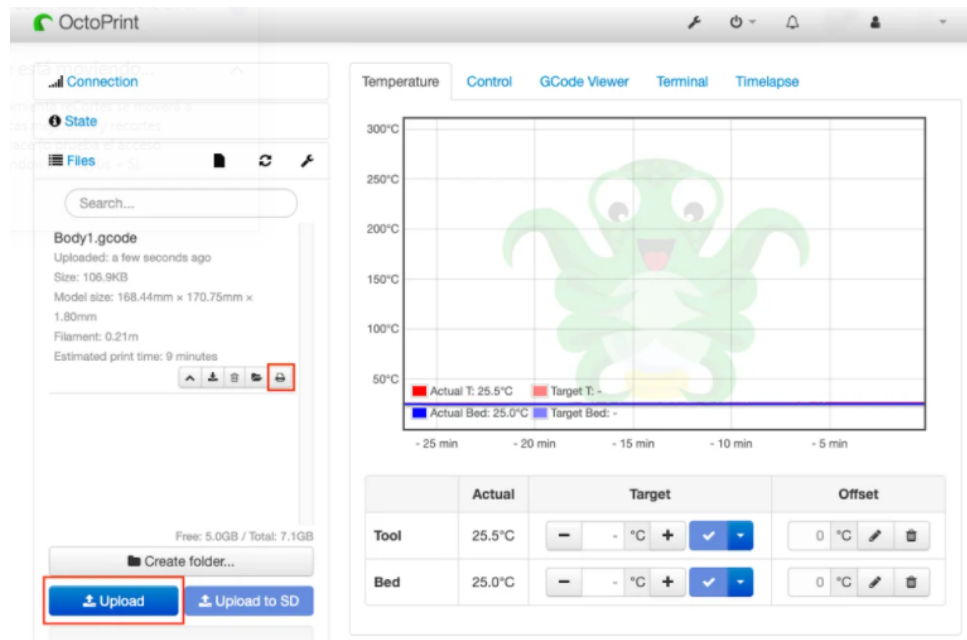 OctoPrint
Connection
State
Files
Search...
Body1.gcode
Uploaded: a few seconds ago
Size: 106.9KB
Model size: 168.44mm × 170.75mm ×
1.80mm
Filament: 0.21m
Estimated print time: 9 minutes
Free: 5.0GB / Total: 7.1GB
Create folder...
Upload
Upload to SD
Temperature Control GCode Viewer Terminal Timelapse
300°C
250°C
200°C
150°C
100°C
50°C
Actual T: 25.5°C Target T: -
Actual Bed: 25.0°C Target Bed: -
- 25 min - 20 min - 15 min - 10 min - 5 min
Actual Target Offset
Tool 25.5°C - °C 0 °C
Bed 25.0°C - °C 0 °C